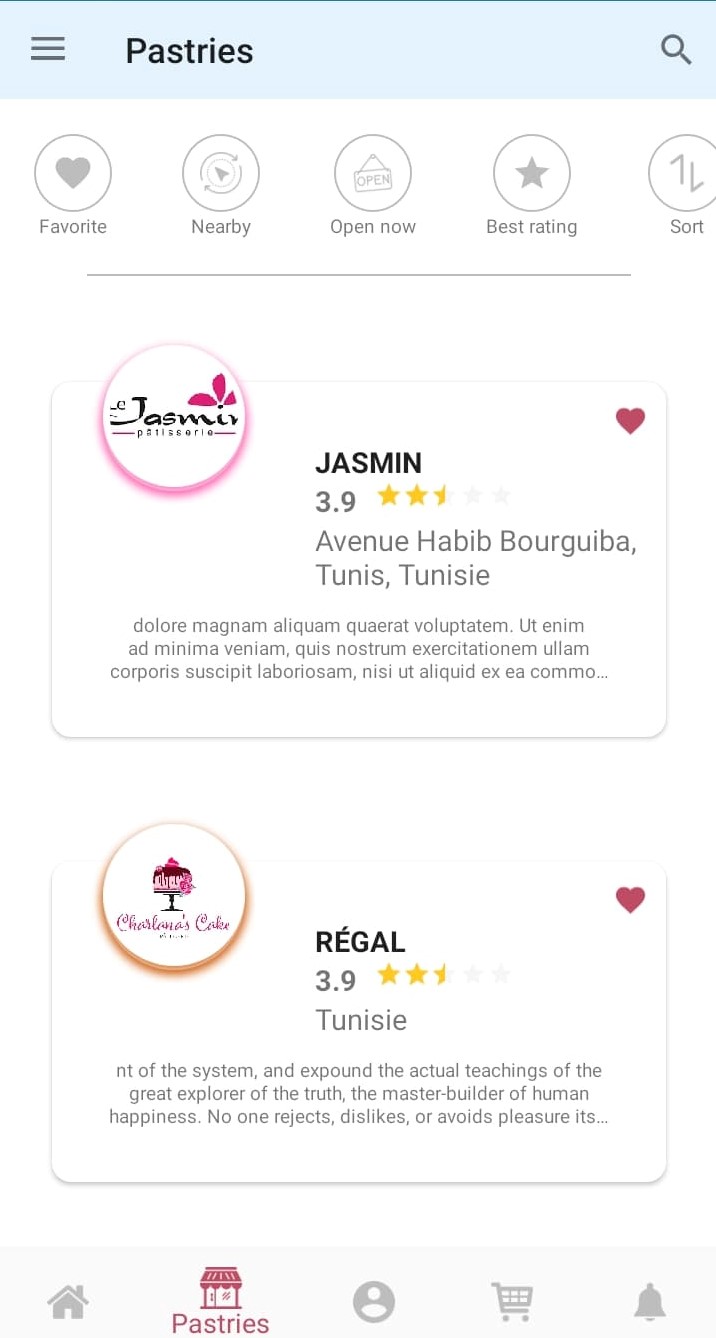 Pastries
Favorite
Nearby
OPEN
Open now
Best rating
Sort
Le Jasmin
pâtisserie
JASMIN
3.9
Avenue Habib Bourguiba,
Tunis, Tunisie
dolore magnam aliquam quaerat voluptatem. Ut enim
ad minima veniam, quis nostrum exercitationem ullam
corporis suscipit laboriosam, nisi ut aliquid ex ea commo...
Charlana's Cake
RÉGAL
3.9
Tunisie
nt of the system, and expound the actual teachings of the
great explorer of the truth, the master-builder of human
happiness. No one rejects, dislikes, or avoids pleasure its...
Pastries